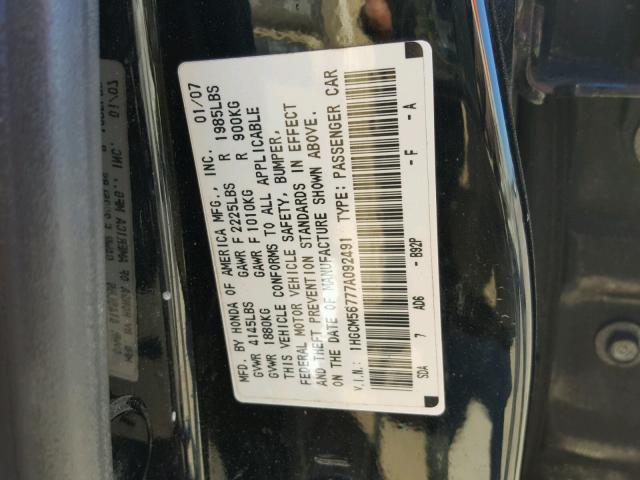 MFD. BY HONDA OF AMERICA MFG., INC. 01/07
GVWR 4145LBS GAWR F 2225LBS R 1985LBS
GVWR 1880KG GAWR F 1010KG R 900KG
THIS VEHICLE CONFORMS TO ALL APPLICABLE
FEDERAL MOTOR VEHICLE SAFETY, BUMPER,
AND THEFT PREVENTION STANDARDS IN EFFECT
ON THE DATE OF MANUFACTURE SHOWN ABOVE.
V.I.N.: 1HGCM56777A092491 TYPE: PASSENGER CAR
SDA 7 AD6 - B92P - F - A